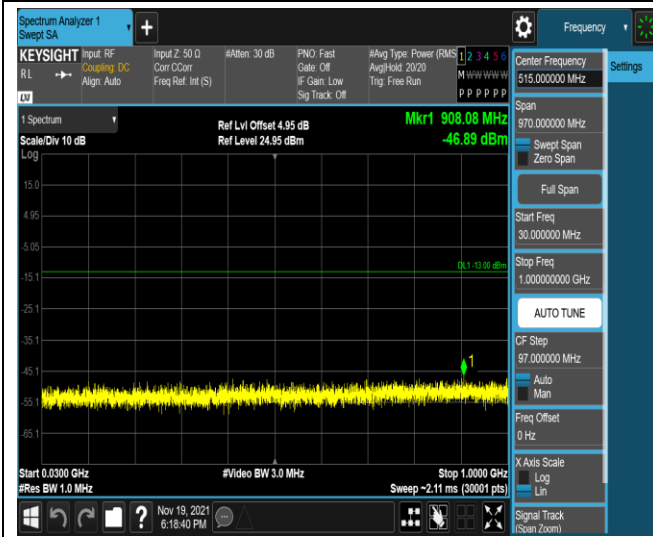 Spectrum Analyzer 1
Swept SA
+
Frequency
KEYSIGHT
RL
LXI
Input: RF
Coupling: DC
Align: Auto
Input Z: 50 Ω
Corr CCorr
Freq Ref: Int (S)
#Atten: 30 dB
PNO: Fast
Gate: Off
IF Gain: Low
Sig Track: Off
#Avg Type: Power (RMS
Avg|Hold: 20/20
Trig: Free Run
1 2 3 4 5 6
M W W W W W
P P P P P P
1 Spectrum
Scale/Div 10 dB
Log
Ref Lvl Offset 4.95 dB
Ref Level 24.95 dBm
Mkr1 908.08 MHz
-46.89 dBm
15.0
4.95
-5.05
DL1 -13.00 dBm
-15.1
-25.1
-35.1
-45.1
1
-55.1
-65.1
Start 0.0300 GHz
#Res BW 1.0 MHz
#Video BW 3.0 MHz
Stop 1.0000 GHz
Sweep ~2.11 ms (30001 pts)
Nov 19, 2021
6:18:40 PM
Center Frequency
515.000000 MHz
Settings
Span
970.000000 MHz
Swept Span
Zero Span
Full Span
Start Freq
30.000000 MHz
Stop Freq
1.000000000 GHz
AUTO TUNE
CF Step
97.000000 MHz
Auto
Man
Freq Offset
0 Hz
X Axis Scale
Log
Lin
Signal Track
(Span Zoom)